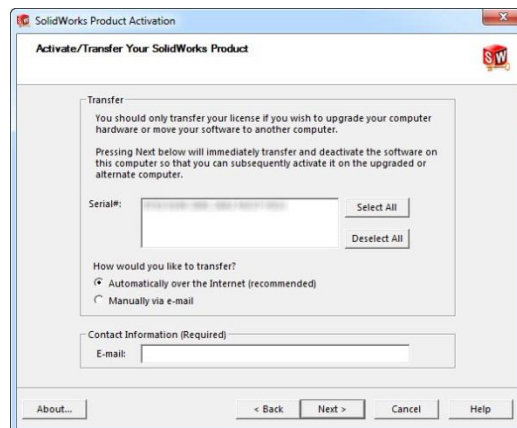 SolidWorks Product Activation
Activate/Transfer Your SolidWorks Product
SW
Transfer
You should only transfer your license if you wish to upgrade your computer
hardware or move your software to another computer.
Pressing Next below will immediately transfer and deactivate the software on
this computer so that you can subsequently activate it on the upgraded or
alternate computer.
Serial#:
Select All
Deselect All
How would you like to transfer?
Automatically over the Internet (recommended)
Manually via e-mail
Contact Information (Required)
E-mail:
About...
< Back
Next >
Cancel
Help